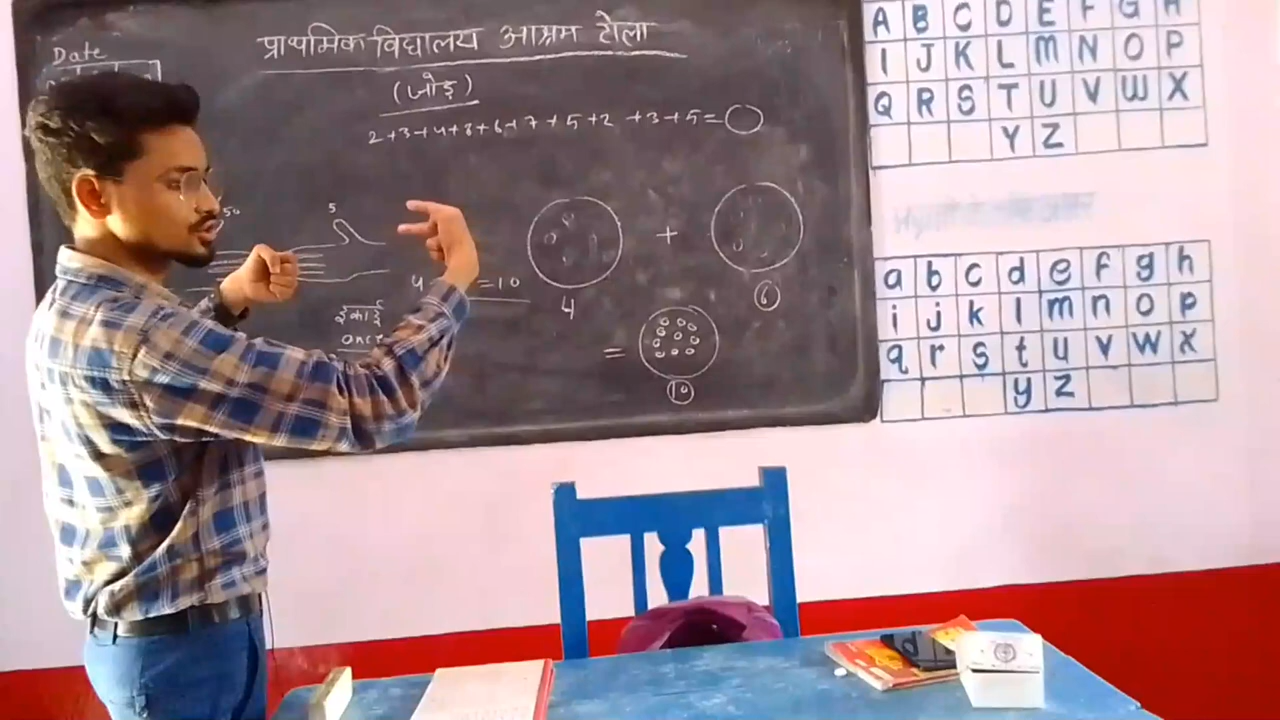 Date
प्राथमिक विद्यालय आश्रम टोला
(जोड़)
2+3+4+8+6+7+5+2+3+5=
50
5
+
4
6
4
=10
इकाई
once
=
10
A B C D E F G H
I J K L M N O P
Q R S T U V W X
Y Z
a b c d e f g h
i j k l m n o p
q r s t u v w x
y z